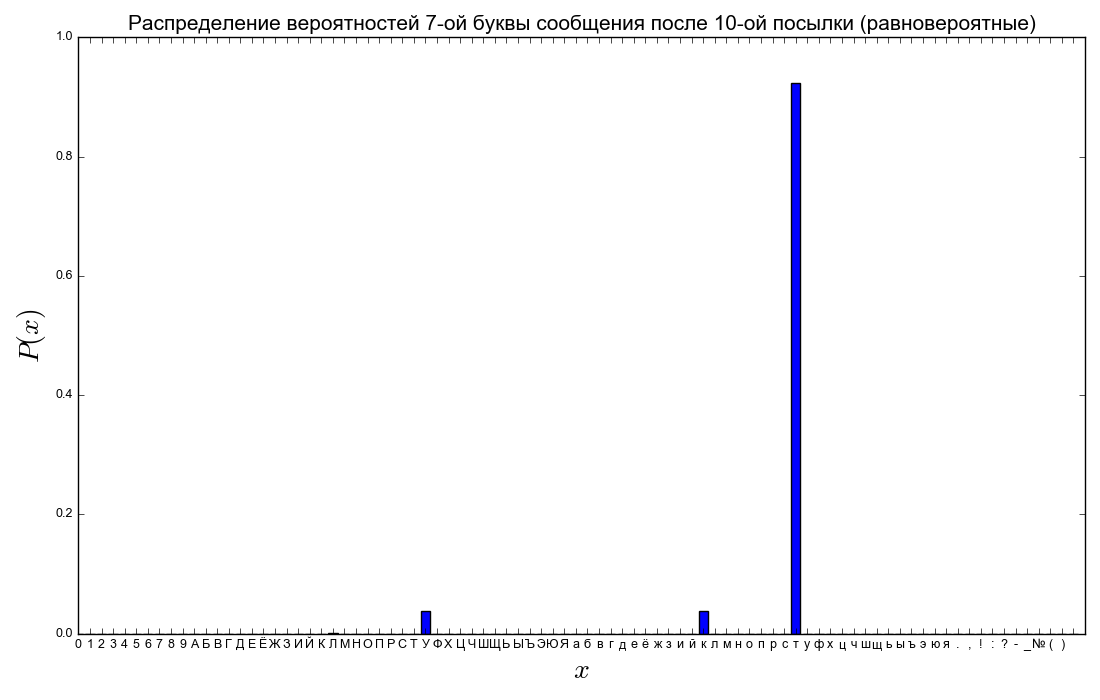 Распределение вероятностей 7-ой буквы сообщения после 10-ой посылки (равновероятные)
1.0
0.8
0.6
0.4
0.2
0.0
P(x)
0 1 2 3 4 5 6 7 8 9 А Б В Г Д Е Ё Ж З И Й К Л М Н О П Р С Т У Ф Х Ц Ч Ш Щ Ь Ы Ъ Э Ю Я а б в г д е ё ж з и й к л м н о п р с т у ф х ц ч ш щ ь ы ъ э ю я . , ! : ? - _ № ( )
x